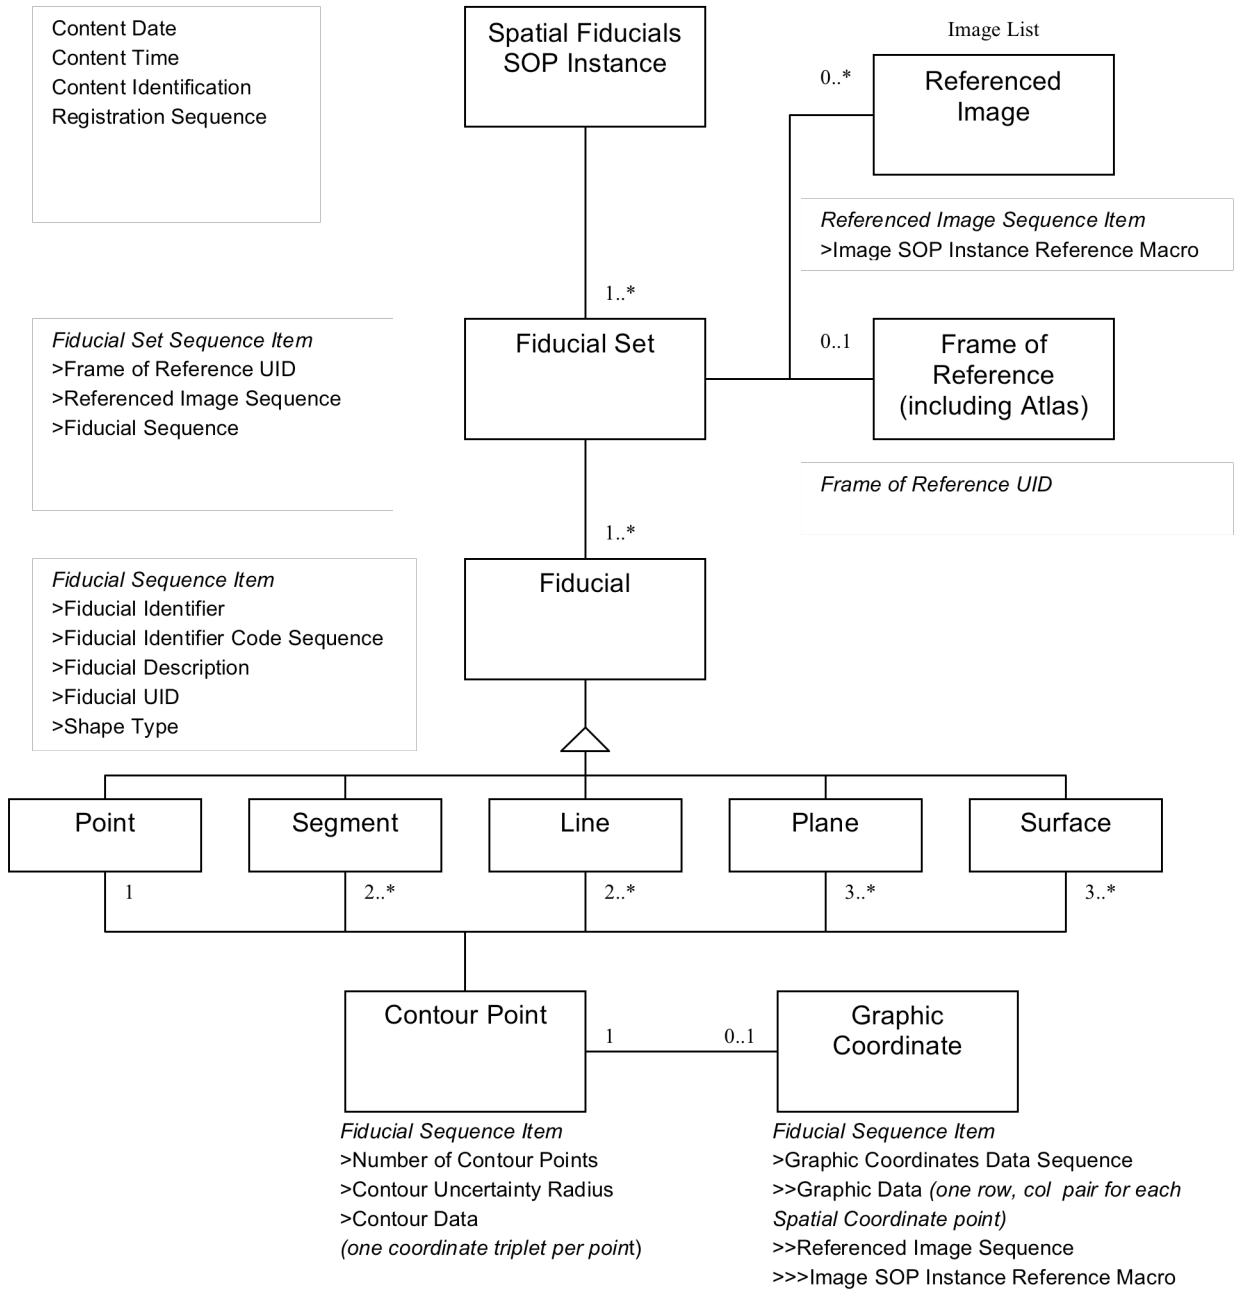 Content Date
Content Time
Content Identification
Registration Sequence
Spatial Fiducials
SOP Instance
Image List
0..*
Referenced
Image
Referenced Image Sequence Item
>Image SOP Instance Reference Macro
1..*
Fiducial Set Sequence Item
>Frame of Reference UID
>Referenced Image Sequence
>Fiducial Sequence
Fiducial Set
0..1
Frame of
Reference
(including Atlas)
Frame of Reference UID
1..*
Fiducial Sequence Item
>Fiducial Identifier
>Fiducial Identifier Code Sequence
>Fiducial Description
>Fiducial UID
>Shape Type
Fiducial
Point
Segment
Line
Plane
Surface
1
2..*
2..*
3..*
3..*
Contour Point
1
0..1
Graphic
Coordinate
Fiducial Sequence Item
>Number of Contour Points
>Contour Uncertainty Radius
>Contour Data
(one coordinate triplet per point)
Fiducial Sequence Item
>Graphic Coordinates Data Sequence
>>Graphic Data (one row, col pair for each
Spatial Coordinate point)
>>Referenced Image Sequence
>>>Image SOP Instance Reference Macro